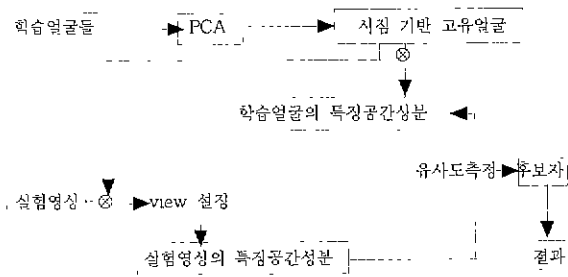 학습얼굴들 PCA 시점 기반 고유얼굴
학습얼굴의 특징공간성분
유사도측정 후보자
실험영상 view 설정
실험영상의 특징공간성분 결과